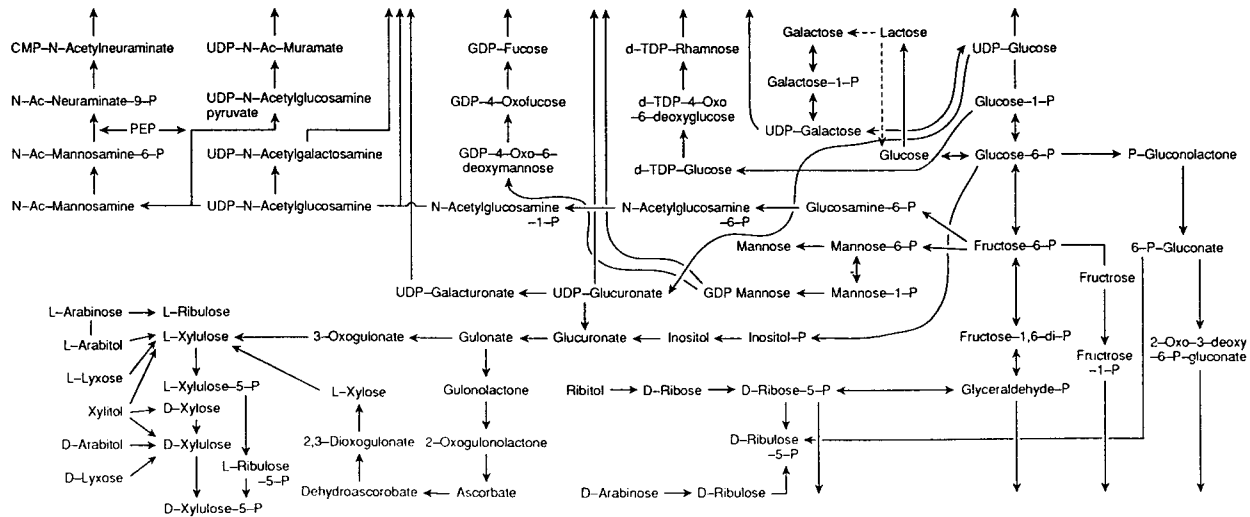 CMP–N–Acetylneuraminate
UDP–N–Ac–Muramate
GDP–Fucose
d–TDP–Rhamnose
Galactose
Lactose
UDP–Glucose
Galactose–1–P
N–Ac–Neuraminate–9–P
UDP–N–Acetylglucosamine
pyruvate
GDP–4–Oxofucose
d–TDP–4–Oxo
–6–deoxyglucose
Glucose–1–P
PEP
UDP–Galactose
N–Ac–Mannosamine–6–P
UDP–N–Acetylgalactosamine
GDP–4–Oxo–6–
deoxymannose
d–TDP–Glucose
Glucose
Glucose–6–P
P–Gluconolactone
N–Ac–Mannosamine
UDP–N–Acetylglucosamine
N–Acetylglucosamine
–1–P
N–Acetylglucosamine
–6–P
Glucosamine–6–P
Mannose
Mannose–6–P
Fructose–6–P
6–P–Gluconate
Fructrose
UDP–Galacturonate
UDP–Glucuronate
GDP Mannose
Mannose–1–P
L–Arabinose
L–Ribulose
L–Arabitol
L–Xylulose
3–Oxogulonate
Gulonate
Glucuronate
Inositol
Inositol–P
Fructose–1,6–di–P
Fructrose
–1–P
2–Oxo–3–deoxy
–6–P–gluconate
L–Lyxose
L–Xylulose–5–P
L–Xylose
Gulonolactone
Ribitol
D–Ribose
D–Ribose–5–P
Glyceraldehyde–P
Xylitol
D–Xylose
D–Arabitol
D–Xylulose
2,3–Dioxogulonate
2–Oxogulonolactone
D–Ribulose
–5–P
D–Lyxose
L–Ribulose
–5–P
Dehydroascorbate
Ascorbate
D–Arabinose
D–Ribulose
D–Xylulose–5–P